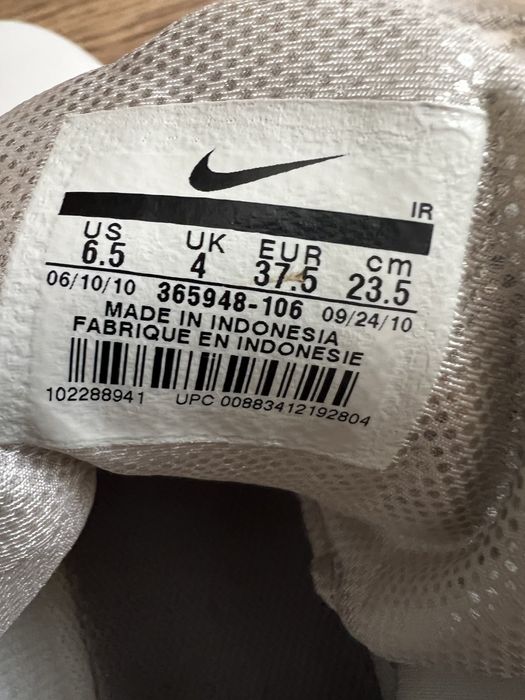 IR
US UK EUR cm
6.5 4 37.5 23.5
06/10/10 365948-106 09/24/10
MADE IN INDONESIA
FABRIQUE EN INDONESIE
102288941 UPC 00883412192804